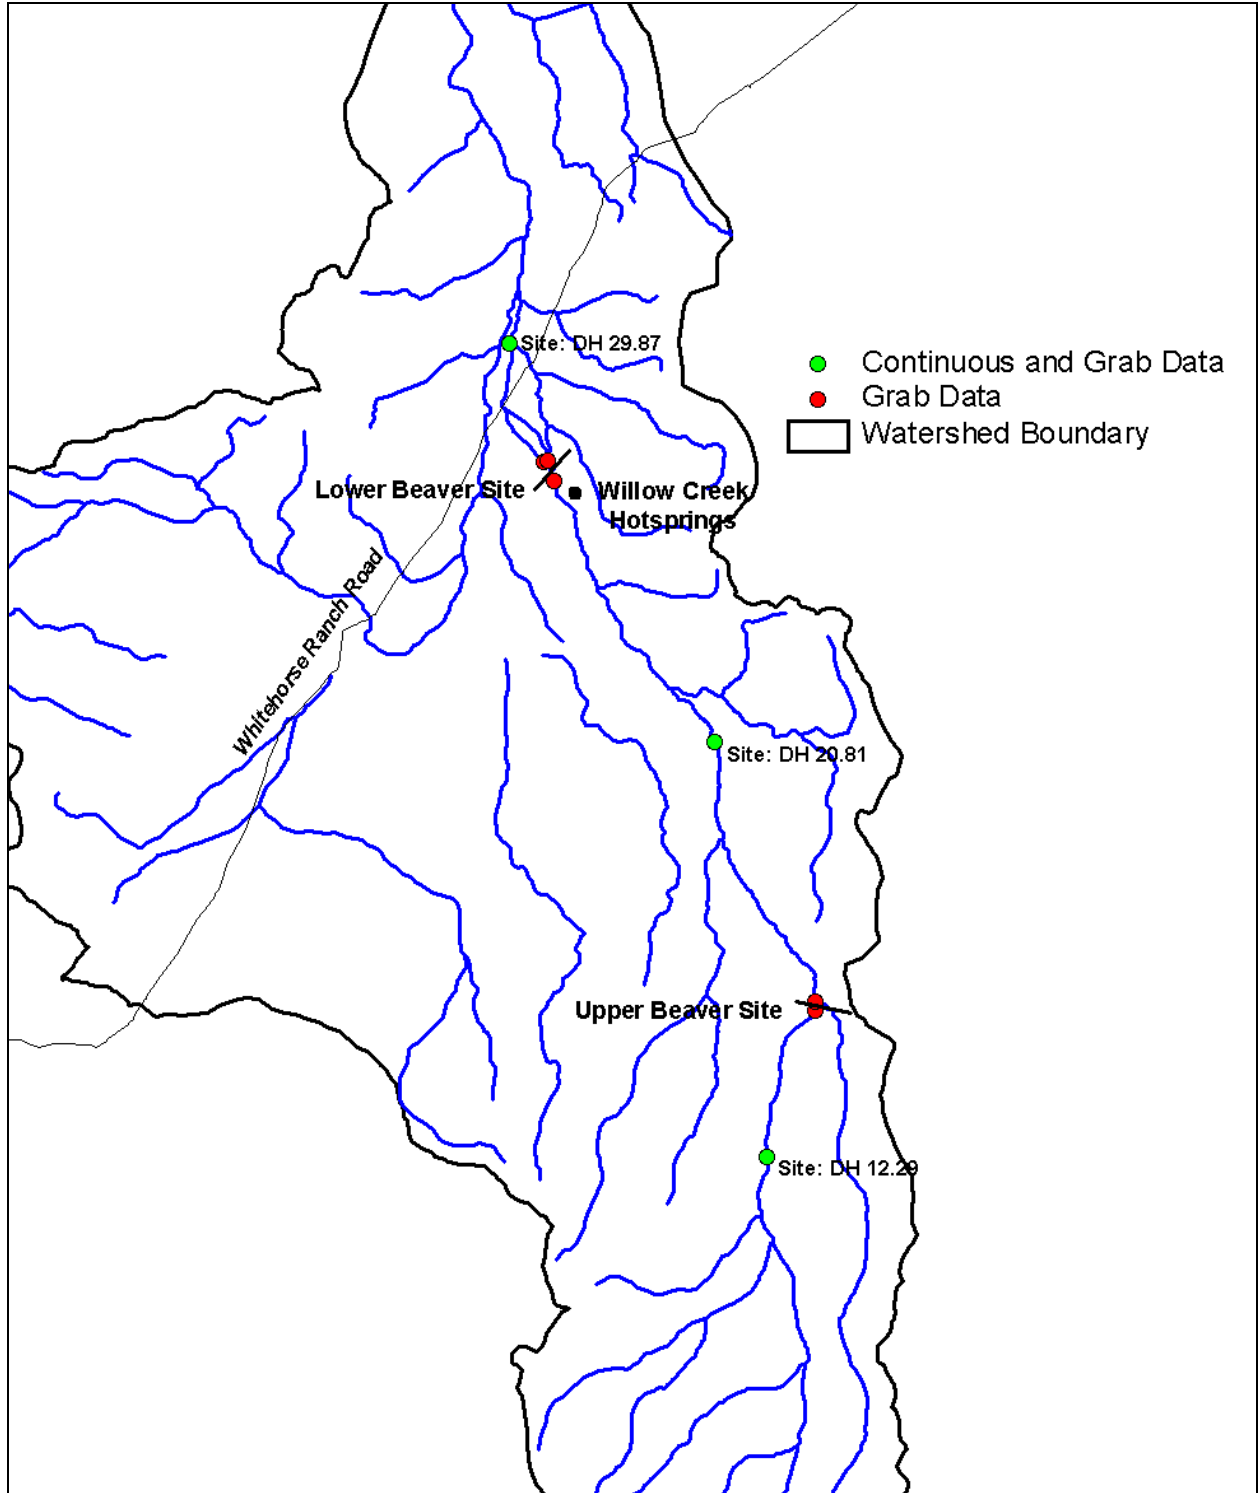 Site: DH 29.87
Continuous and Grab Data
Grab Data
Watershed Boundary
Lower Beaver Site
Willow Creek
Hotsprings
Whitehorse Ranch Road
Site: DH 20.81
Upper Beaver Site
Site: DH 12.29